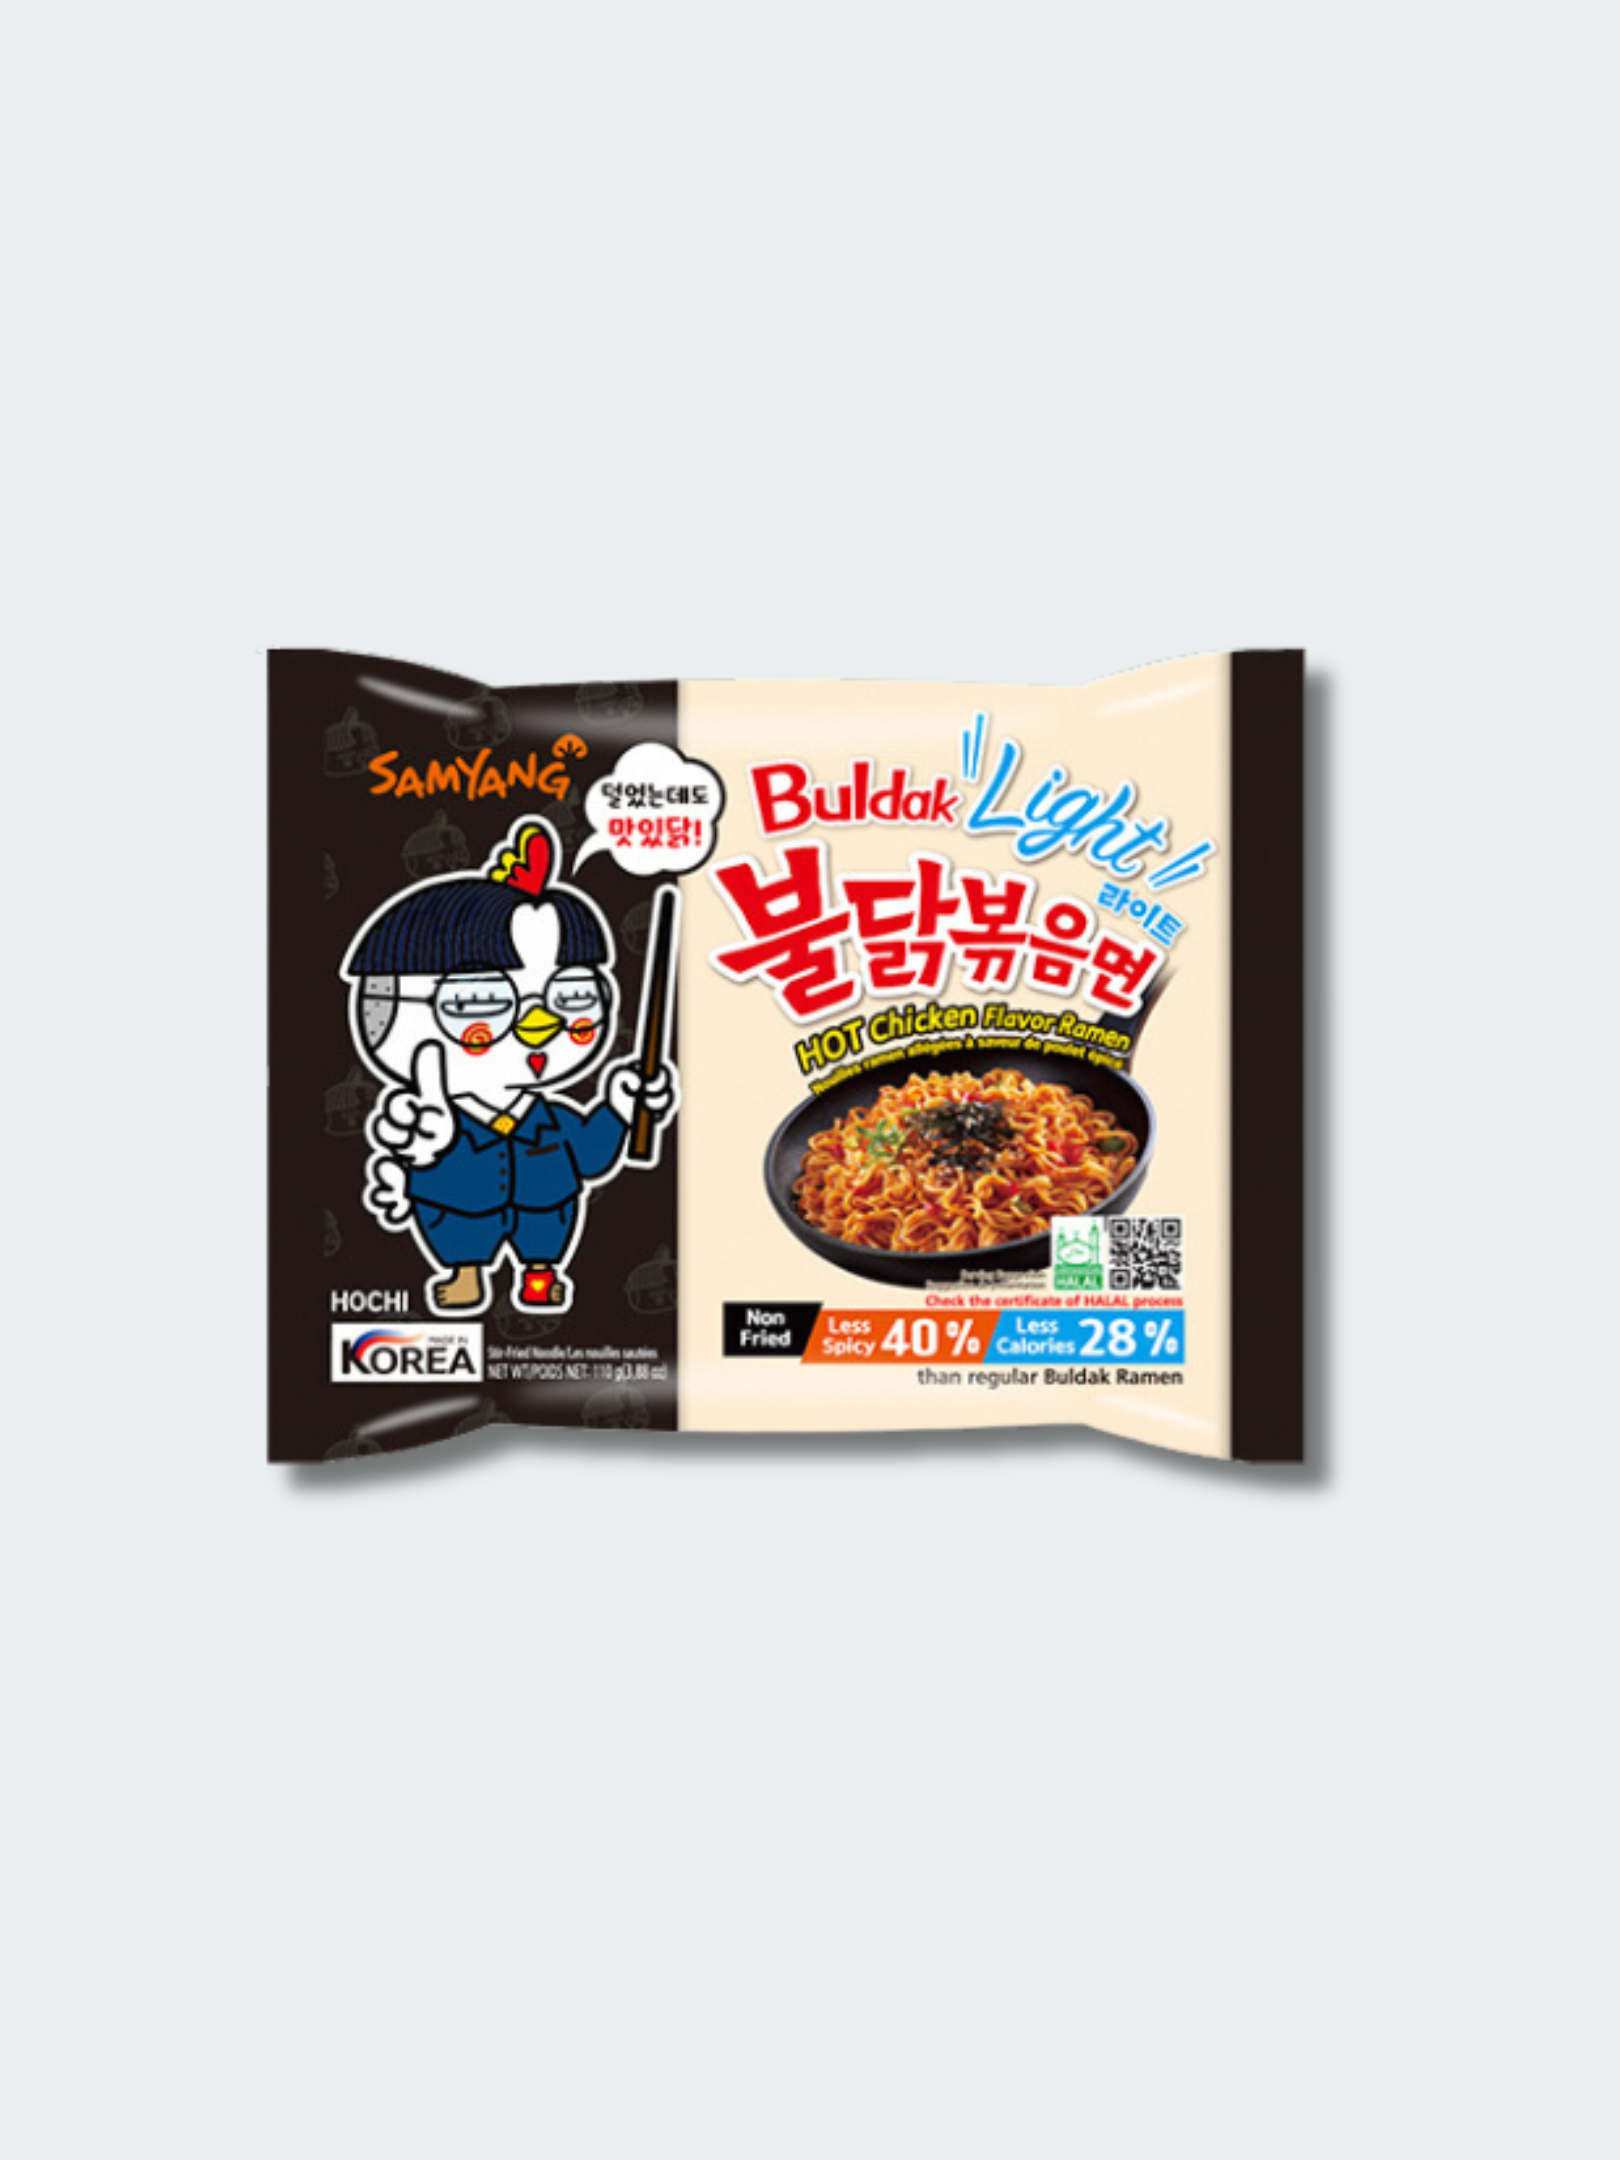 SAMYANG
덜었는데도
맛있닭!
Buldak "Light"
라이트
불닭볶음면
HOT Chicken Flavor Ramen
Nouilles ramen allégées à saveur de poulet épicé
HALAL
Check the certificate of HALAL process
HOCHI
MADE IN
KOREA
Stir-Fried Noodle/Les nouilles sautées
NET WT/POIDS NET: 110 g(3.88 oz)
Non
Fried
Less
Spicy 40%
Less
Calories 28%
than regular Buldak Ramen